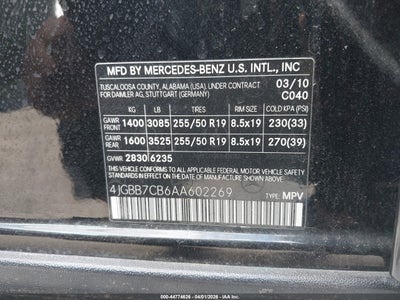 MFD BY MERCEDES-BENZ U.S. INTL., INC
TUSCALOOSA COUNTY, ALABAMA (USA), UNDER CONTRACT
FOR DAIMLER AG, STUTTGART (GERMANY)
03/10
C040
KG LB TIRES RIM SIZE COLD KPA (PSI)
GAWR FRONT 1400 3085 255/50 R19 8.5x19 230(33)
GAWR REAR 1600 3525 255/50 R19 8.5x19 270(39)
GVWR 2830 6235
THIS VEHICLE CONFORMS TO ALL APPLICABLE
U.S. FEDERAL MOTOR VEHICLE SAFETY
STANDARDS IN EFFECT ON THE DATE OF
MANUFACTURE SHOWN ABOVE.
4JGBB7CB6AA602269
TYPE: MPV
000-44774626 - 04/01/2026 - IAAI.COM